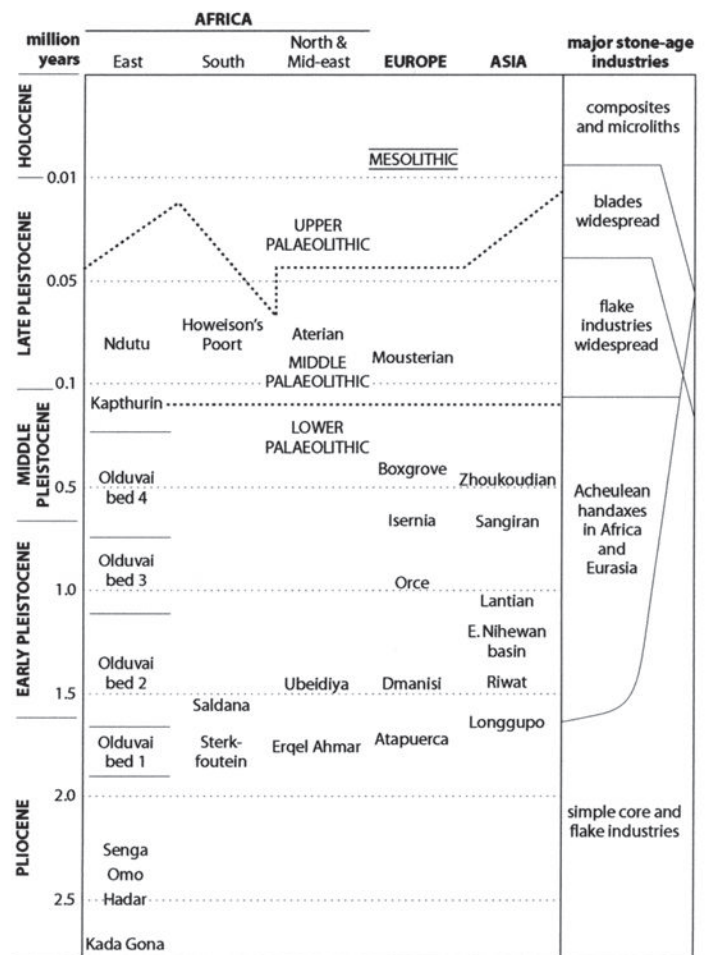 AFRICA
million
years
East
South
North &
Mid-east
EUROPE
ASIA
major stone-age
industries
HOLOCENE
LATE PLEISTOCENE
MIDDLE
PLEISTOCENE
EARLY PLEISTOCENE
PLIOCENE
0.01
0.05
0.1
0.5
1.0
1.5
2.0
2.5
MESOLITHIC
UPPER
PALAEOLITHIC
Ndutu
Howeison's
Poort
Aterian
MIDDLE
PALAEOLITHIC
Mousterian
Kapthurin
LOWER
PALAEOLITHIC
Olduvai
bed 4
Boxgrove
Zhoukoudian
Isernia
Sangiran
Olduvai
bed 3
Orce
Lantian
E. Nihewan
basin
Olduvai
bed 2
Ubeidiya
Dmanisi
Riwat
Saldana
Longgupo
Olduvai
bed 1
Sterk-
foutein
Erqel Ahmar
Atapuerca
Senga
Omo
Hadar
Kada Gona
composites
and microliths
blades
widespread
flake
industries
widespread
Acheulean
handaxes
in Africa
and
Eurasia
simple core and
flake industries